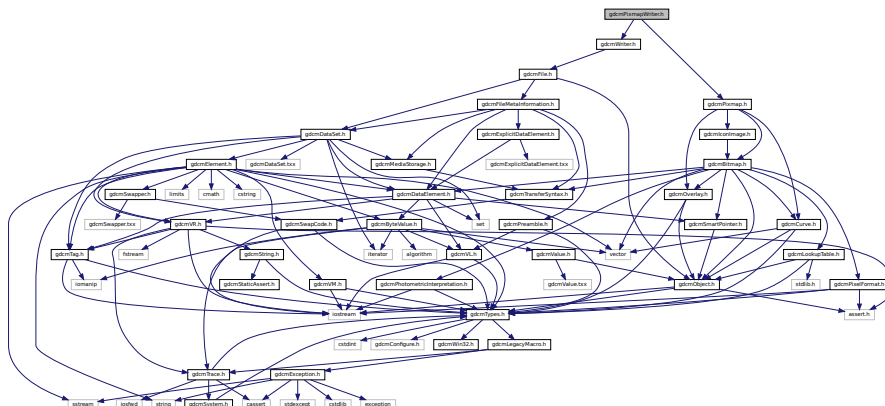 gdcmPixmapWriter.h
gdcmWriter.h
gdcmFile.h
gdcmFileMetaInformation.h
gdcmPixmap.h
gdcmDataSet.h
gdcmExplicitDataElement.h
gdcmIconImage.h
gdcmElement.h
gdcmDataSet.txx
gdcmMediaStorage.h
gdcmExplicitDataElement.txx
gdcmBitmap.h
gdcmSwapper.h
limits
cmath
cstring
gdcmDataElement.h
gdcmTransferSyntax.h
gdcmOverlay.h
gdcmSwapper.txx
gdcmVR.h
gdcmSwapCode.h
gdcmByteValue.h
set
gdcmPreamble.h
gdcmSmartPointer.h
gdcmCurve.h
gdcmTag.h
fstream
gdcmString.h
iterator
algorithm
gdcmVL.h
gdcmValue.h
vector
gdcmLookupTable.h
iomanip
gdcmStaticAssert.h
gdcmVM.h
gdcmPhotometricInterpretation.h
gdcmValue.txx
gdcmObject.h
stdlib.h
gdcmPixelFormat.h
iostream
gdcmTypes.h
assert.h
cstdint
gdcmConfigure.h
gdcmWin32.h
gdcmLegacyMacro.h
gdcmTrace.h
gdcmException.h
sstream
iosfwd
string
gdcmSystem.h
cassert
stdexcept
cstdlib
exception